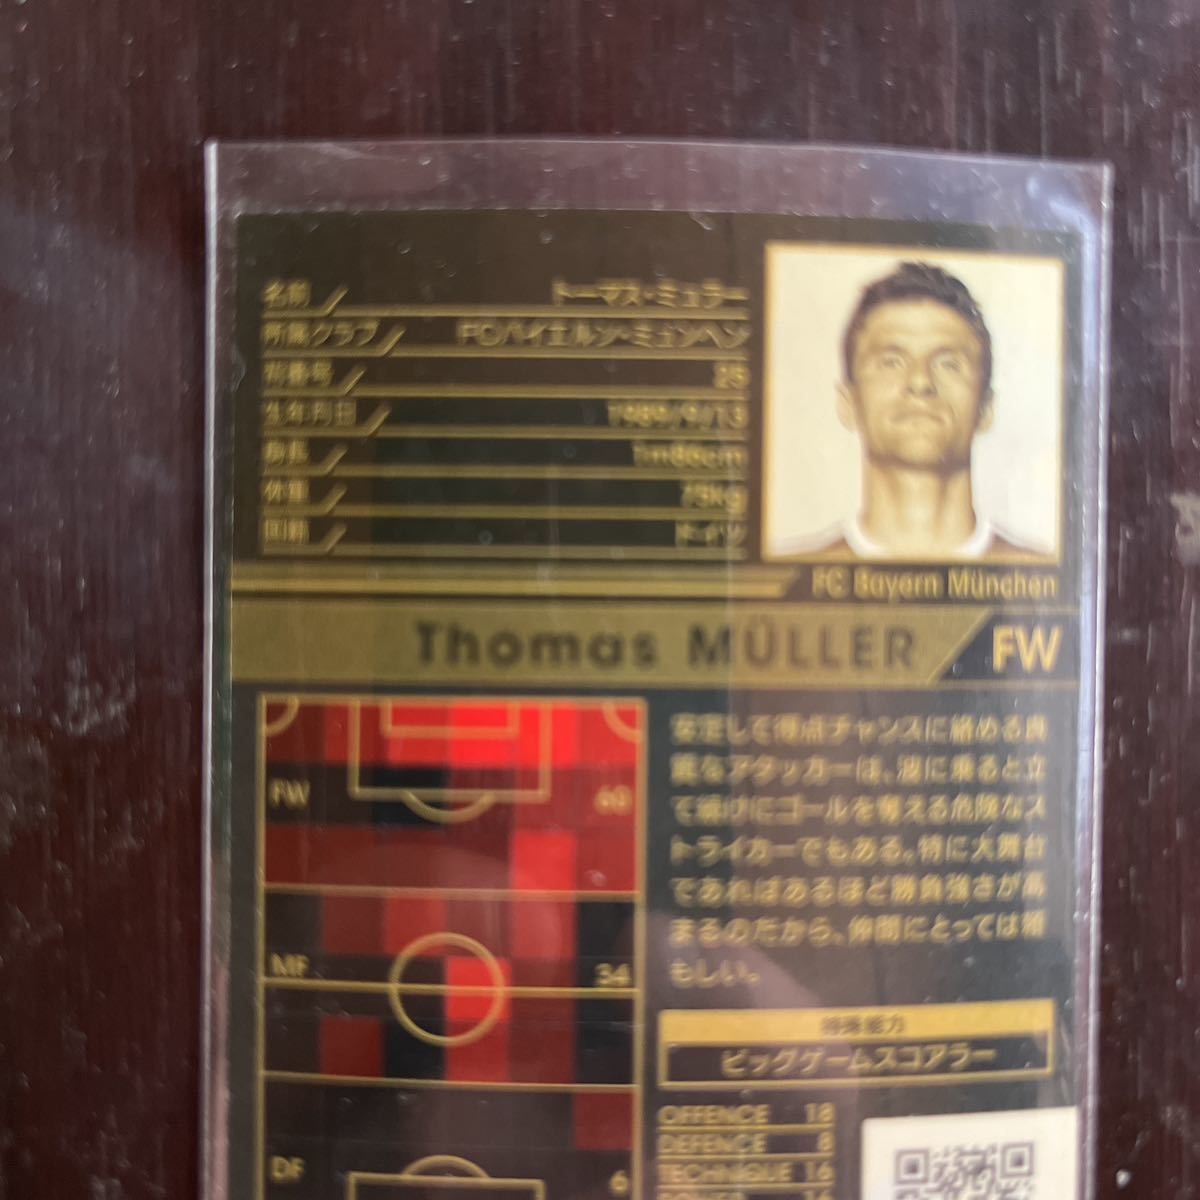 名前 トーマス・ミュラー
所属クラブ FCバイエルン・ミュンヘン
背番号 25
生年月日 1989/9/13
身長 1m86cm
体重 75kg
国籍 ドイツ
FC Bayern München
Thomas MÜLLER FW
FW 60
MF 34
DF 6
安定して得点チャンスに絡める良
質なアタッカーは、波に乗ると立
て続けにゴールを奪える危険なス
トライカーでもある。特に大舞台
であればあるほど勝負強さが高
まるのだから、仲間にとっては頼
もしい。
特殊能力
ビッグゲームスコアラー
OFFENCE 18
DEFENCE 8
TECHNIQUE 16